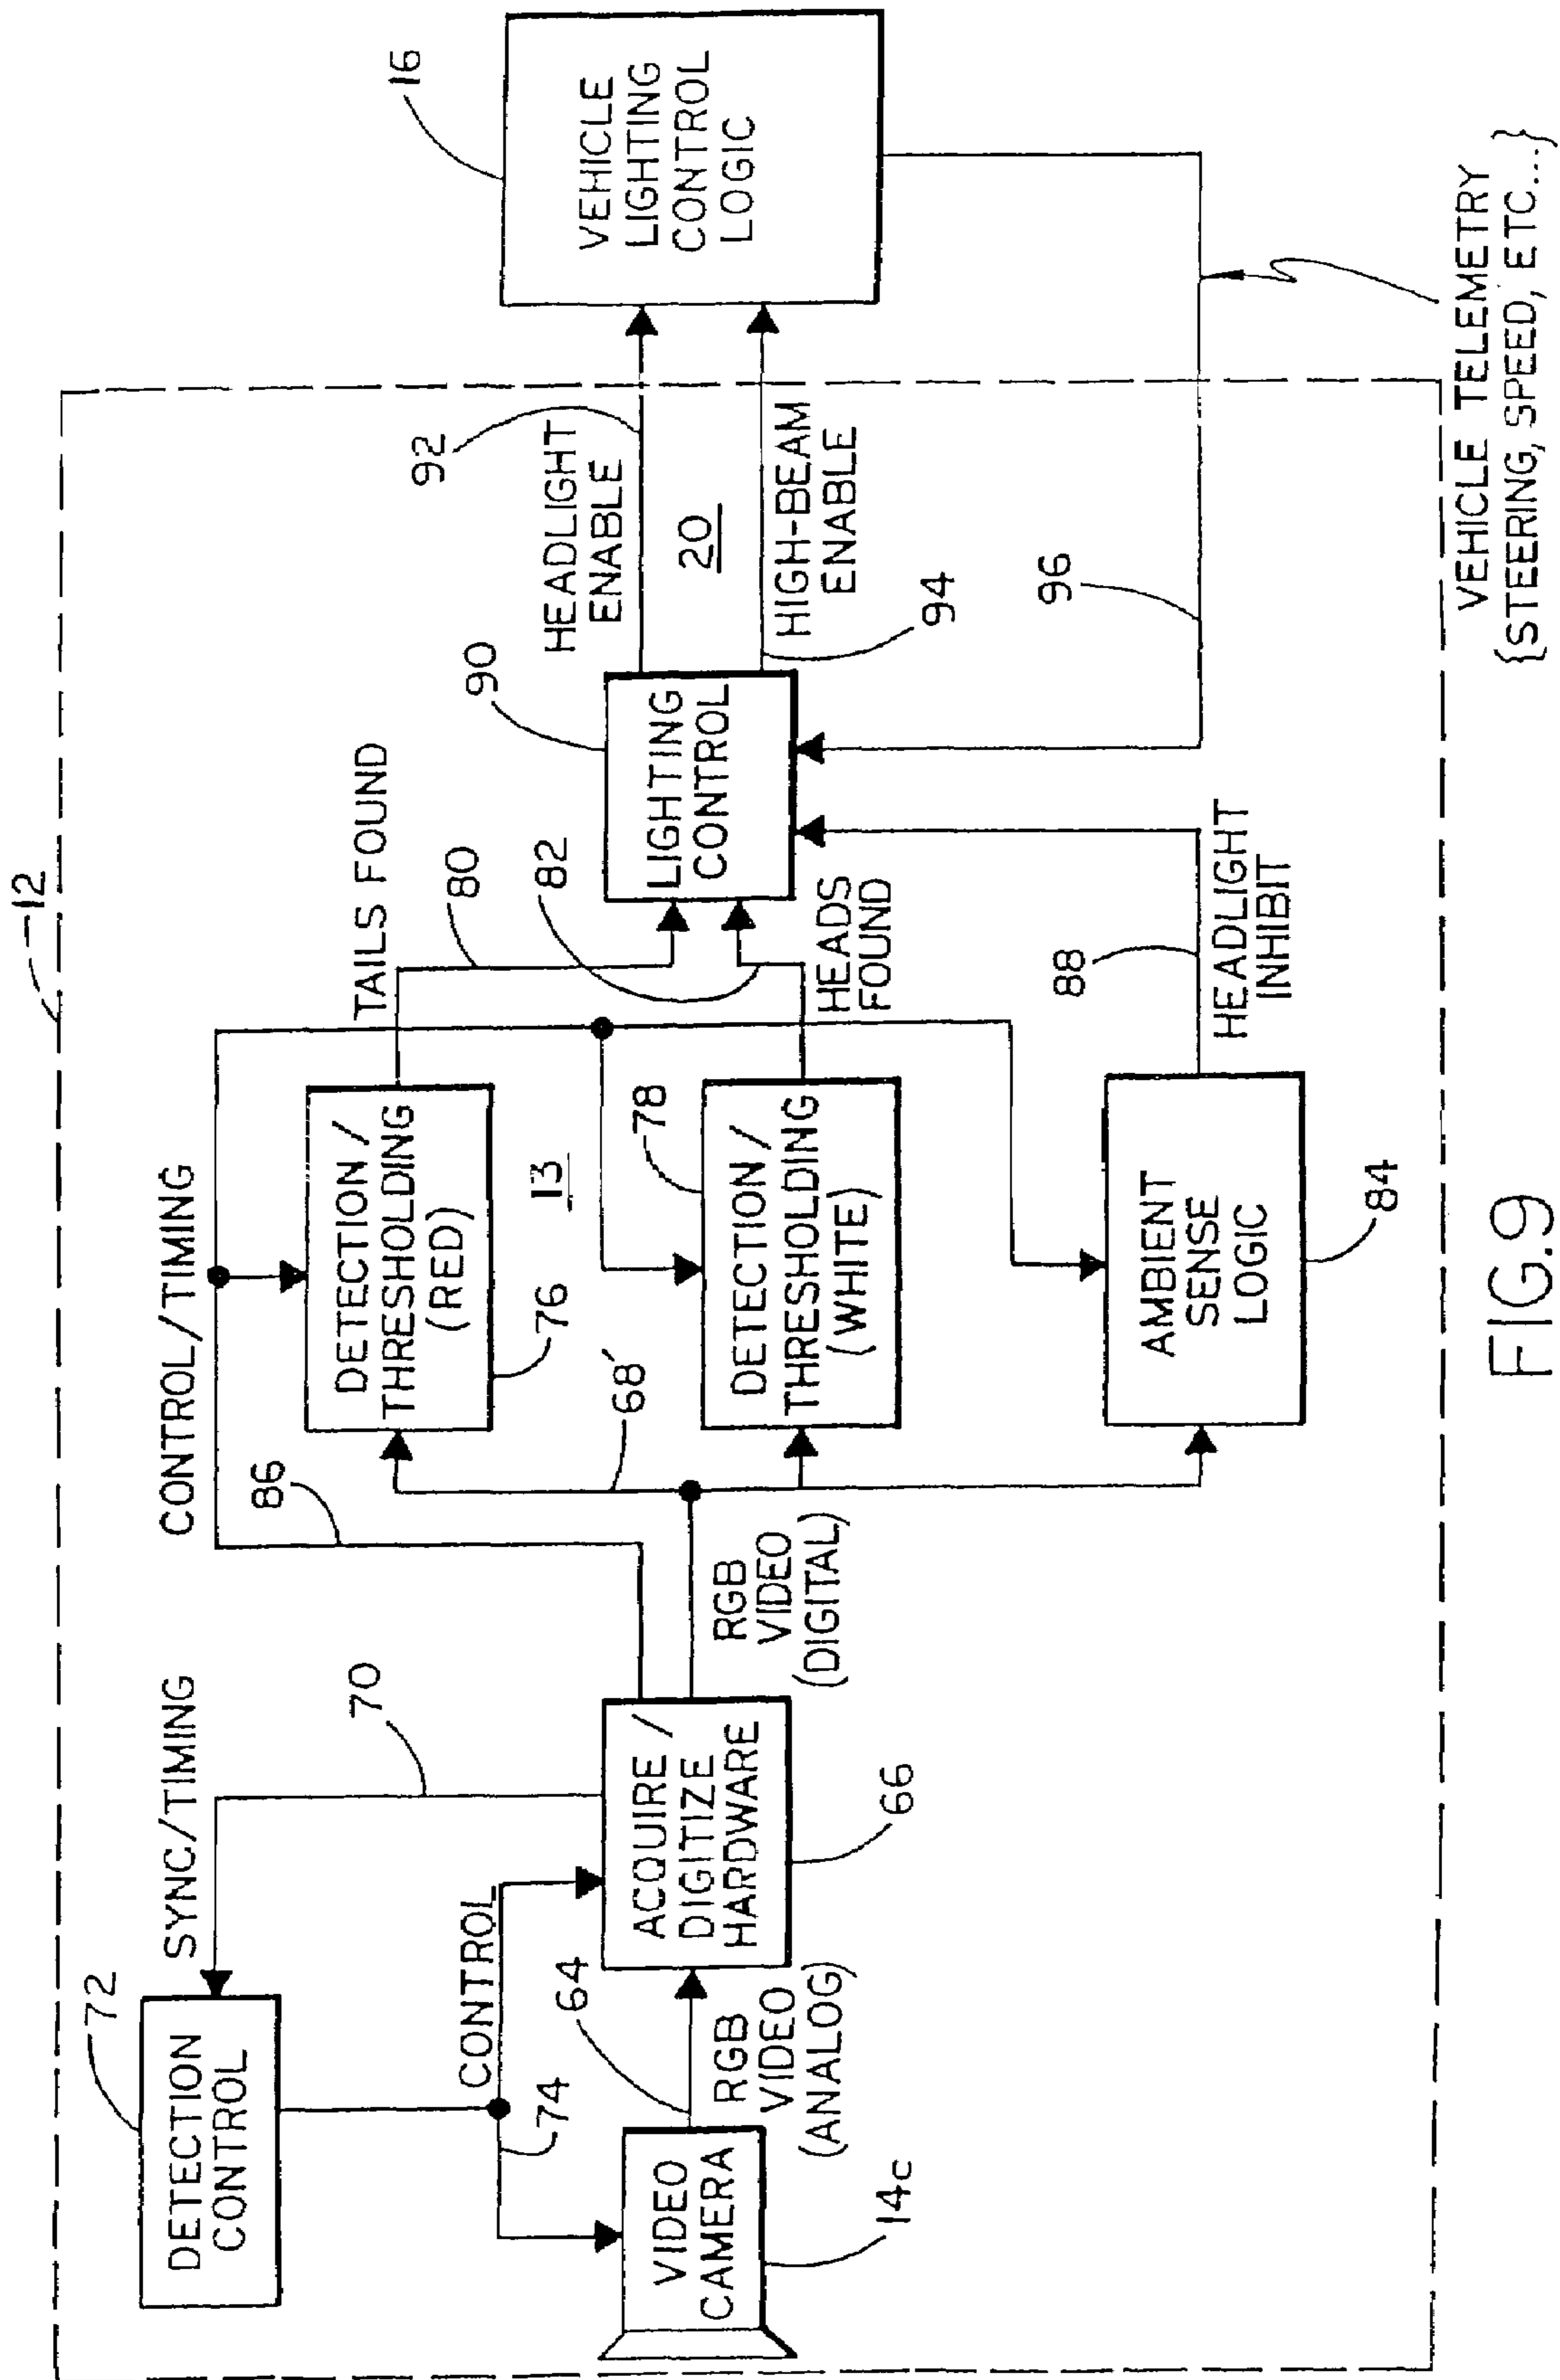 12
72
DETECTION
CONTROL
SYNC/TIMING
70
CONTROL
74
VIDEO
CAMERA
14c
64
RGB
VIDEO
(ANALOG)
ACQUIRE /
DIGITIZE
HARDWARE
66
CONTROL/TIMING
86
RGB
VIDEO
(DIGITAL)
68'
DETECTION /
THRESHOLDING
(RED)
76
13
78
DETECTION /
THRESHOLDING
(WHITE)
AMBIENT
SENSE
LOGIC
84
TAILS FOUND
80
82
HEADS
FOUND
88
HEADLIGHT
INHIBIT
90
LIGHTING
CONTROL
HEADLIGHT
ENABLE
92
20
HIGH-BEAM
ENABLE
94
96
16
VEHICLE
LIGHTING
CONTROL
LOGIC
VEHICLE TELEMETRY
{STEERING, SPEED, ETC....}
FIG.9